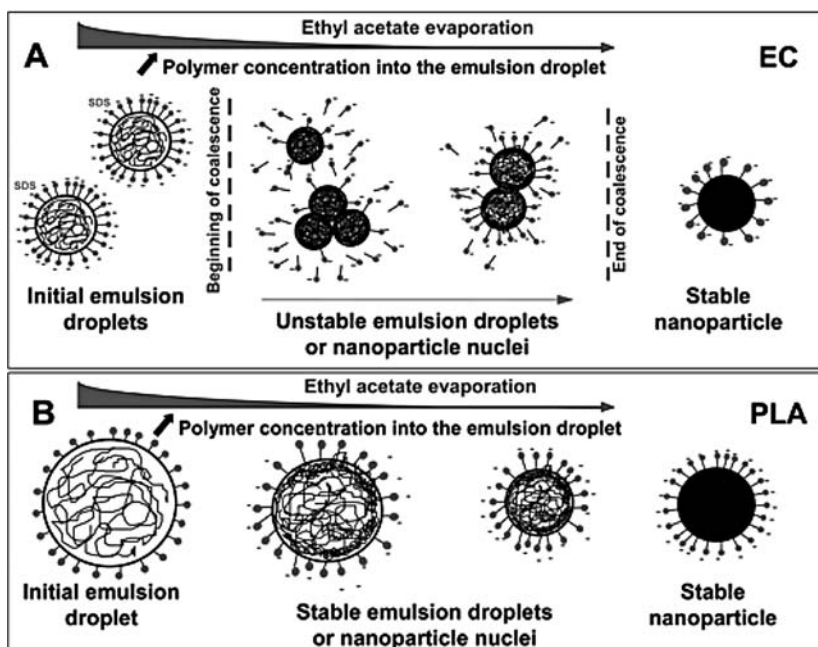 Ethyl acetate evaporation
A
EC
Polymer concentration into the emulsion droplet
SDS
SDS
Beginning of coalescence
End of coalescence
Initial emulsion
droplets
Unstable emulsion droplets
or nanoparticle nuclei
Stable
nanoparticle
Ethyl acetate evaporation
B
PLA
Polymer concentration into the emulsion droplet
Initial emulsion
droplet
Stable emulsion droplets
or nanoparticle nuclei
Stable
nanoparticle